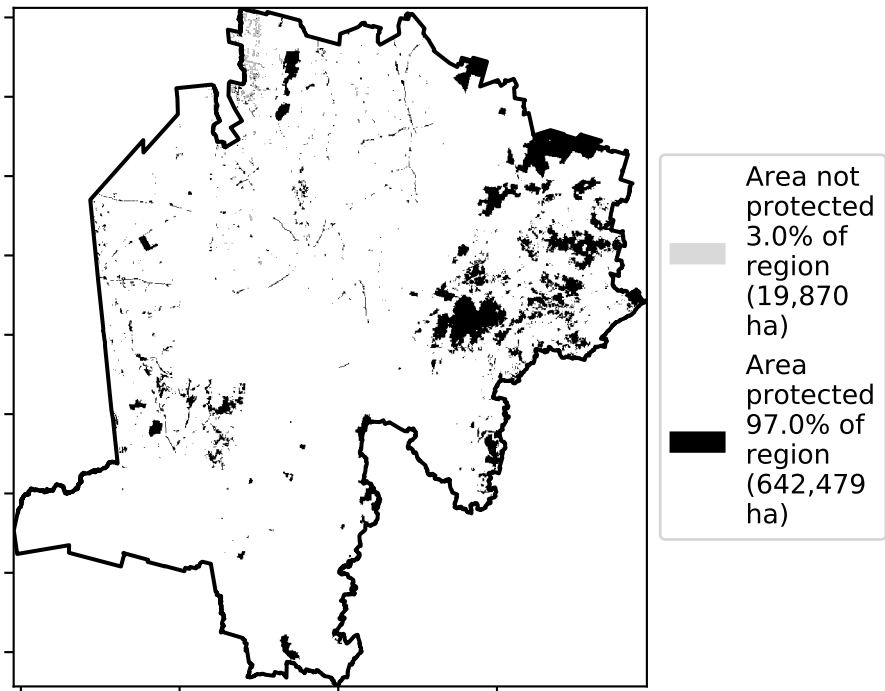 Area not
protected
3.0% of
region
(19,870
ha)
Area
protected
97.0% of
region
(642,479
ha)